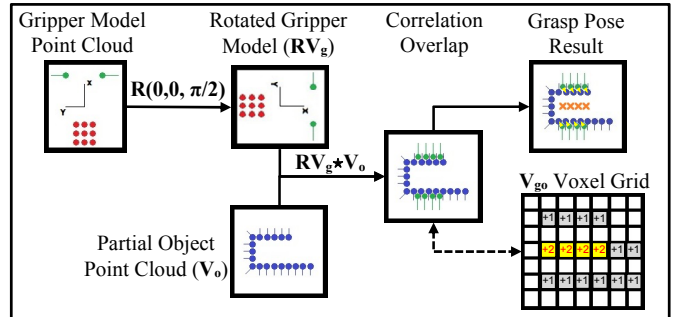 Gripper Model
Point Cloud
Rotated Gripper
Model (RVg)
Correlation
Overlap
Grasp Pose
Result
X
Y
R(0,0, π/2)
Y
X
RVg★Vo
XXXX
Partial Object
Point Cloud (Vo)
Vgo Voxel Grid
+1 +1 +1 +1
+2 +2 +2 +2 +1 +1
+1 +1 +1 +1 +1 +1